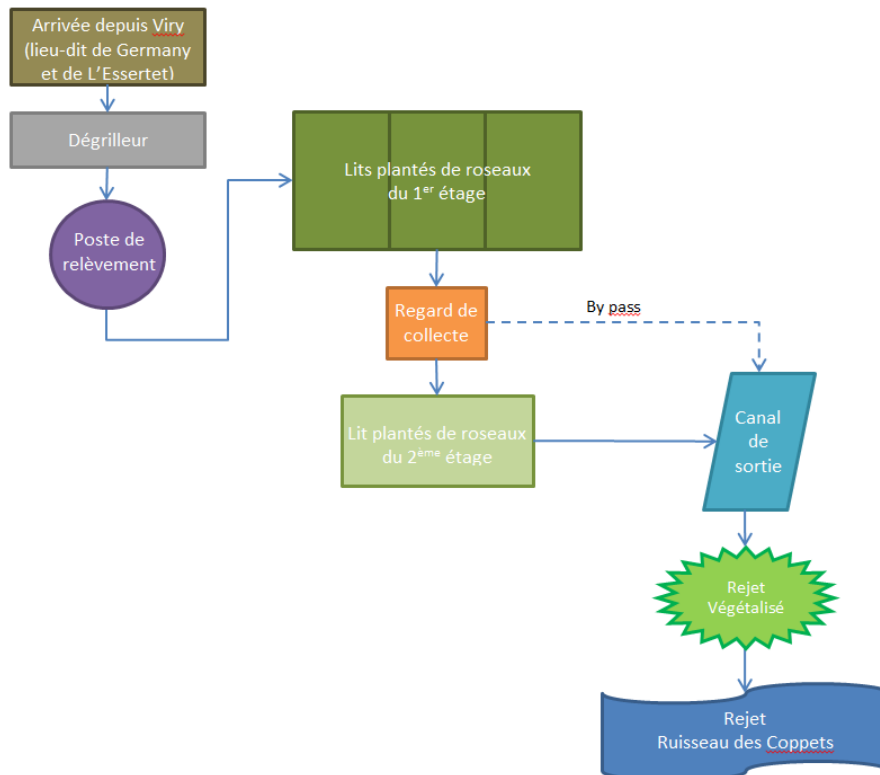 Arrivée depuis Viry
(lieu-dit de Germany
et de L'Essertet)
Dégrilleur
Poste de
relèvement
Lits plantés de roseaux
du 1er étage
Regard de
collecte
By pass
Lit plantés de roseaux
du 2ème étage
Canal
de
sortie
Rejet
Végétalisé
Rejet
Ruisseau des Coppets